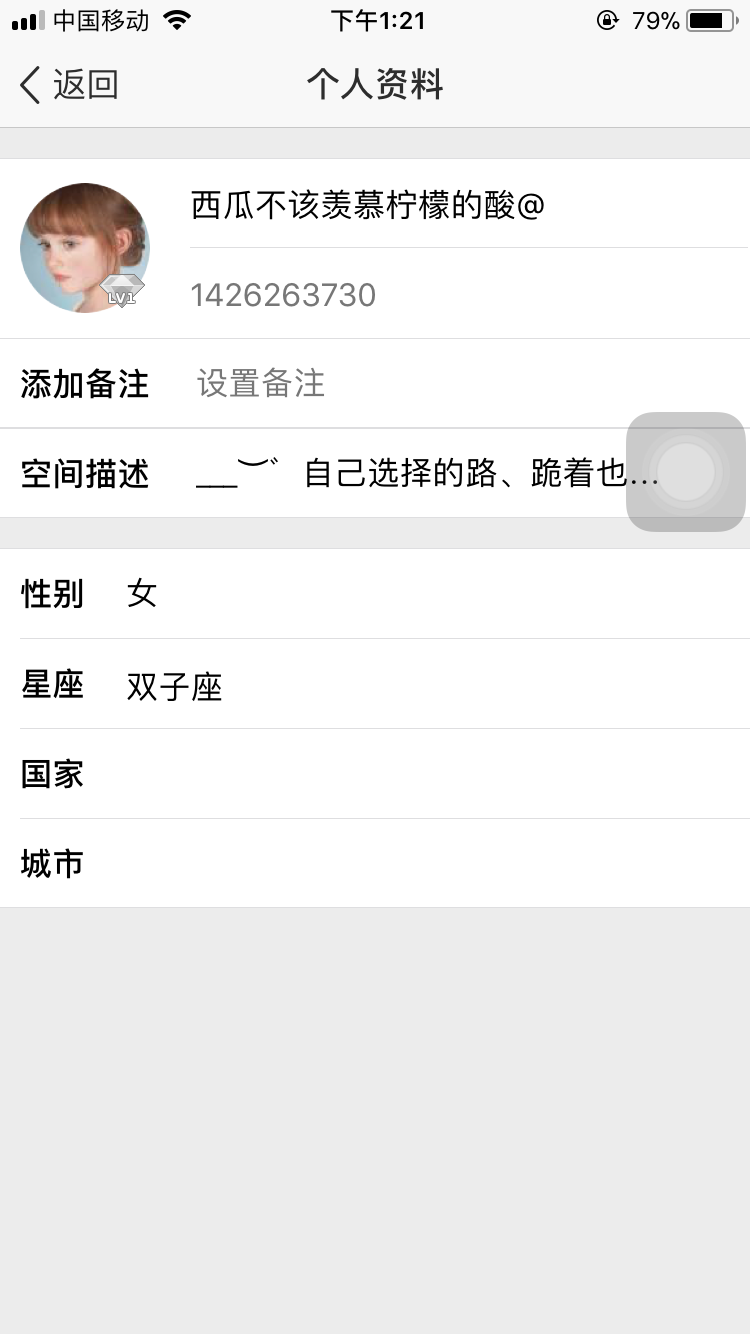 中国移动 下午1:21 79%
返回 个人资料
西瓜不该羡慕柠檬的酸@
LV1
1426263730
添加备注 设置备注
空间描述 ___︶ ゛ 自己选择的路、跪着也...
性别 女
星座 双子座
国家
城市